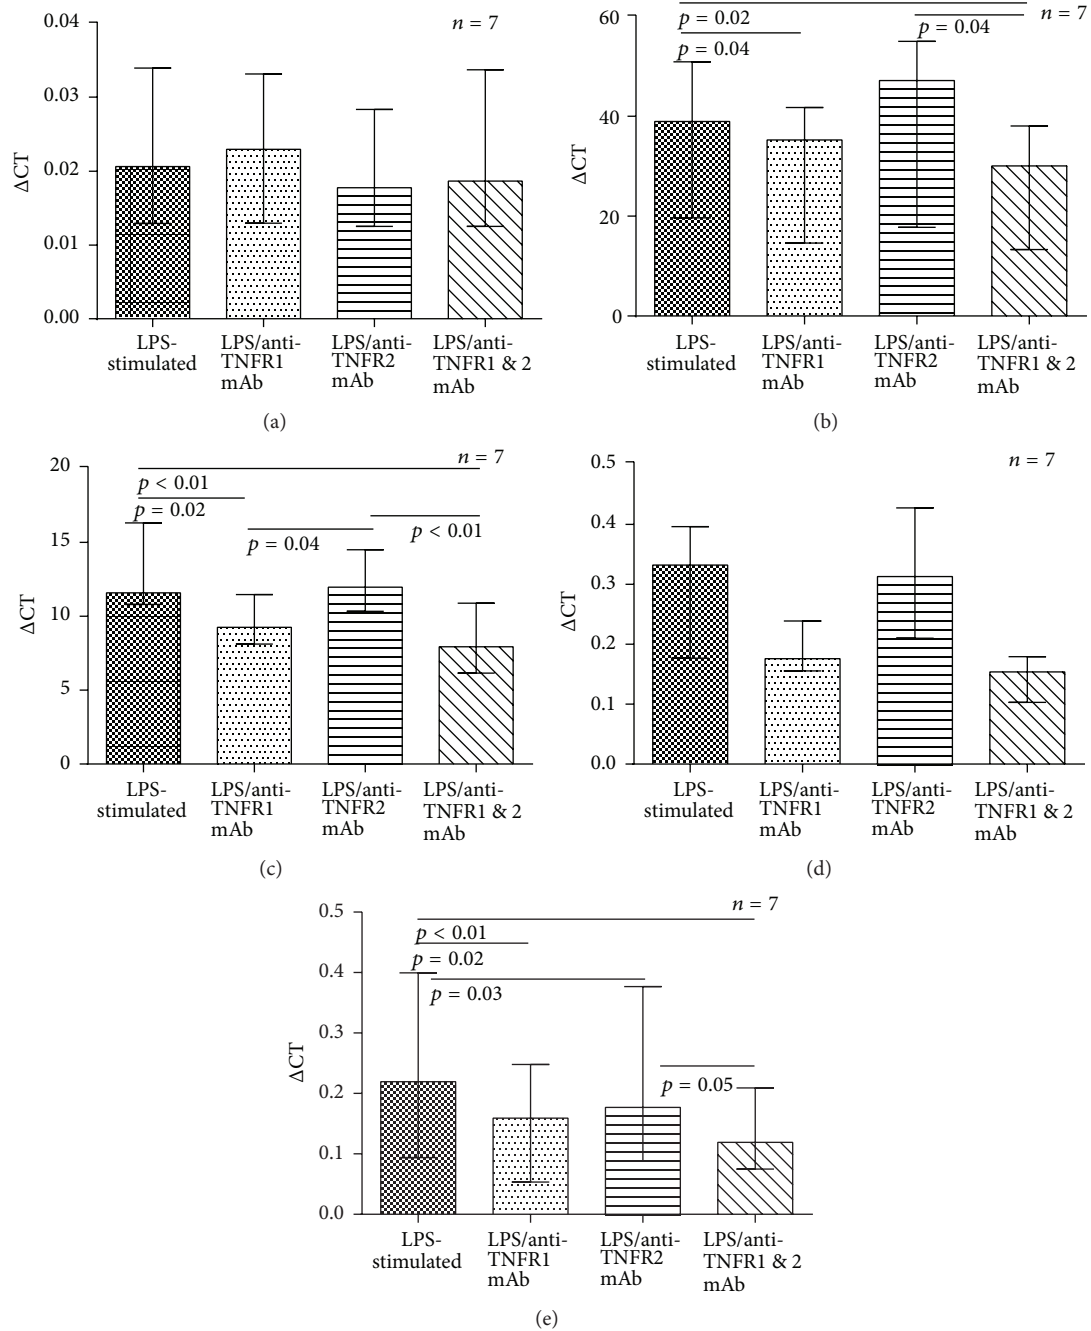 0.04
n = 7
0.03
0.02
0.01
0.00
ΔCT
LPS-
stimulated
LPS/anti-
TNFR1
mAb
LPS/anti-
TNFR2
mAb
LPS/anti-
TNFR1 & 2
mAb
(a)
60
p = 0.02
p = 0.04
n = 7
p = 0.04
40
20
0
ΔCT
LPS-
stimulated
LPS/anti-
TNFR1
mAb
LPS/anti-
TNFR2
mAb
LPS/anti-
TNFR1 & 2
mAb
(b)
20
n = 7
p < 0.01
p = 0.02
p = 0.04
p < 0.01
15
10
5
0
ΔCT
LPS-
stimulated
LPS/anti-
TNFR1
mAb
LPS/anti-
TNFR2
mAb
LPS/anti-
TNFR1 & 2
mAb
(c)
0.5
n = 7
0.4
0.3
0.2
0.1
0.0
ΔCT
LPS-
stimulated
LPS/anti-
TNFR1
mAb
LPS/anti-
TNFR2
mAb
LPS/anti-
TNFR1 & 2
mAb
(d)
0.5
n = 7
p < 0.01
p = 0.02
p = 0.03
p = 0.05
0.4
0.3
0.2
0.1
0.0
ΔCT
LPS-
stimulated
LPS/anti-
TNFR1
mAb
LPS/anti-
TNFR2
mAb
LPS/anti-
TNFR1 & 2
mAb
(e)